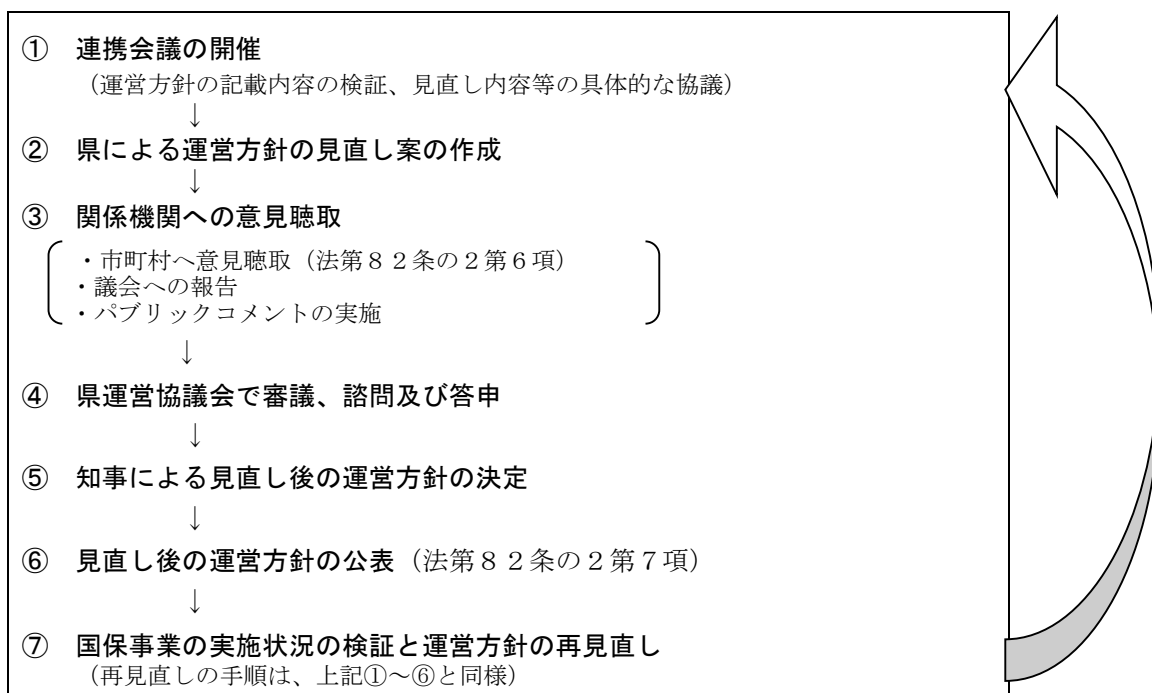 ① 連携会議の開催
（運営方針の記載内容の検証、見直し内容等の具体的な協議）
↓
② 県による運営方針の見直し案の作成
↓
③ 関係機関への意見聴取
・市町村へ意見聴取（法第８２条の２第６項）
・議会への報告
・パブリックコメントの実施
↓
④ 県運営協議会で審議、諮問及び答申
↓
⑤ 知事による見直し後の運営方針の決定
↓
⑥ 見直し後の運営方針の公表（法第８２条の２第７項）
↓
⑦ 国保事業の実施状況の検証と運営方針の再見直し
（再見直しの手順は、上記①～⑥と同様）